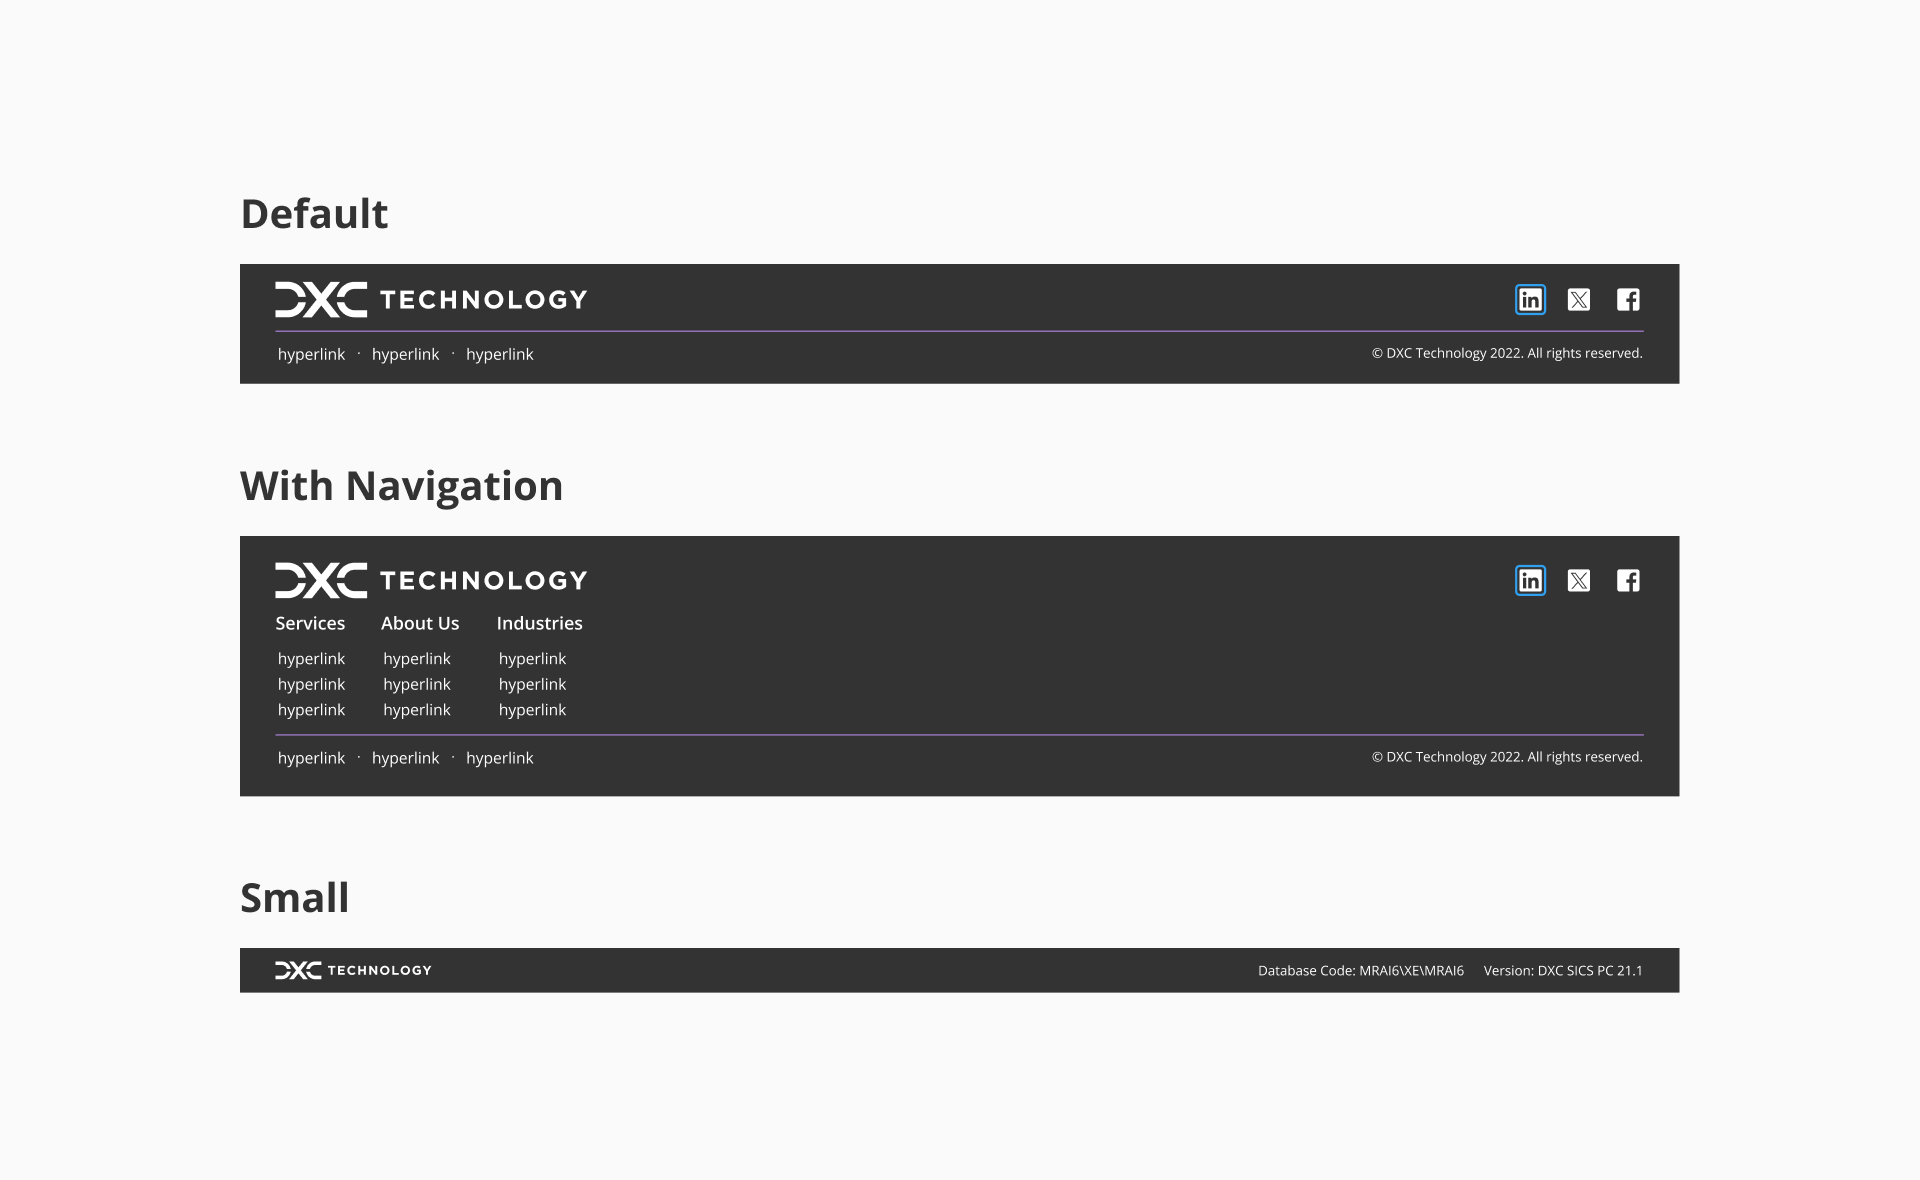 Default
DXC TECHNOLOGY
in X f
hyperlink · hyperlink · hyperlink
© DXC Technology 2022. All rights reserved.
With Navigation
DXC TECHNOLOGY
in X f
Services About Us Industries
hyperlink hyperlink hyperlink
hyperlink hyperlink hyperlink
hyperlink hyperlink hyperlink
hyperlink · hyperlink · hyperlink
© DXC Technology 2022. All rights reserved.
Small
DXC TECHNOLOGY
Database Code: MRAI6\XE\MRAI6 Version: DXC SICS PC 21.1